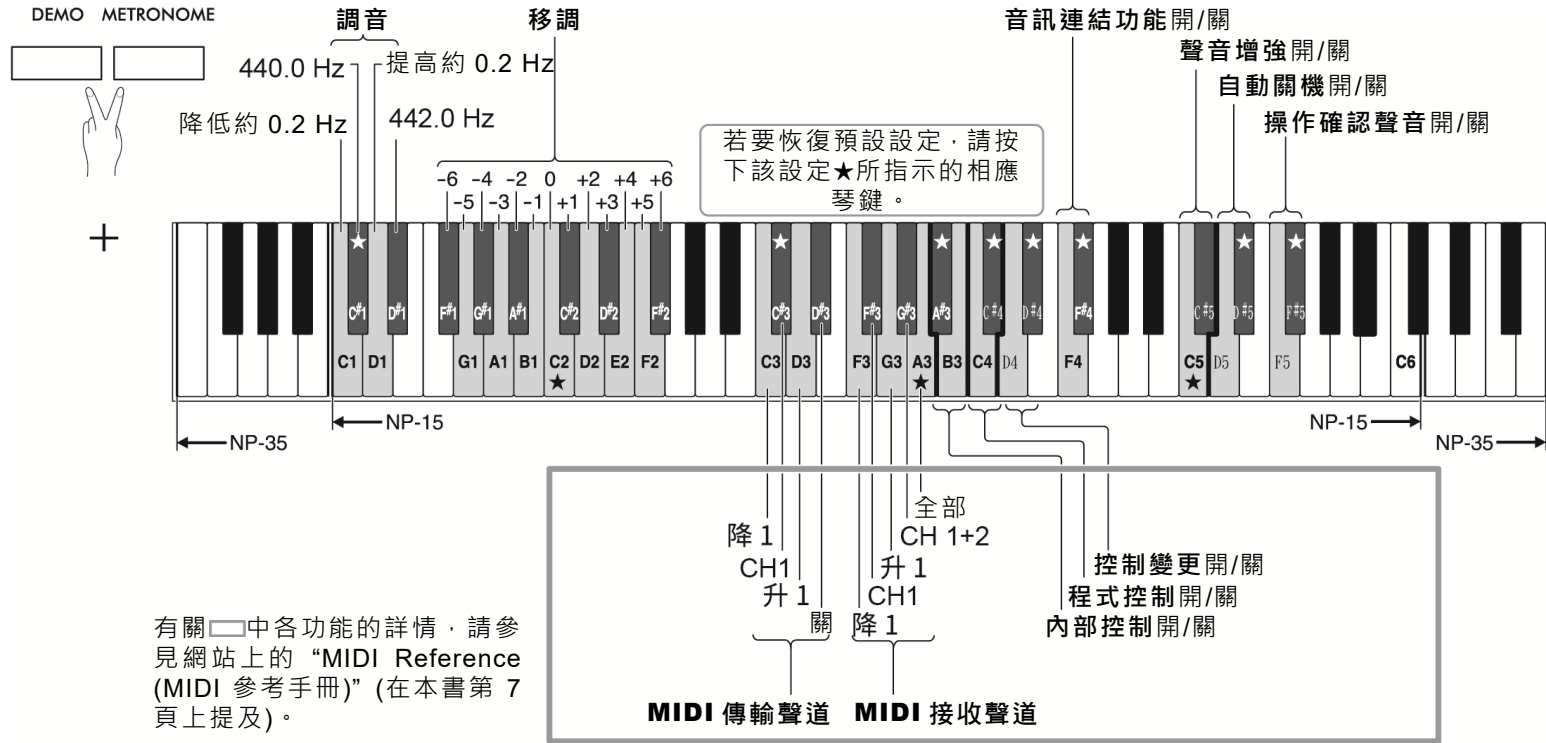 DEMO METRONOME
調音
移調
音訊連結功能開/關
聲音增強開/關
自動關機開/關
操作確認聲音開/關
440.0 Hz
提高約 0.2 Hz
降低約 0.2 Hz
442.0 Hz
若要恢復預設設定，請按
下該設定★所指示的相應
琴鍵。
-6 -4 -2 0 +2 +4 +6
-5 -3 -1 +1 +3 +5
+
★ ★ ★ ★ ★ ★ ★ ★
C#1 D#1 F#1 G#1 A#1 C#2 D#2 F#2 C#3 D#3 F#3 G#3 A#3 C#4 D#4 F#4 C#5 D#5 F#5
C1 D1 G1 A1 B1 C2 D2 E2 F2 C3 D3 F3 G3 A3 B3 C4 D4 F4 C5 D5 F5 C6
★ ★ ★
NP-15 NP-15
NP-35 NP-35
全部
降 1 CH 1+2
CH1 升 1
升 1 CH1
關 降 1
控制變更開/關
程式控制開/關
內部控制開/關
有關中各功能的詳情，請參
見網站上的 “MIDI Reference
(MIDI 參考手冊)” (在本書第 7
頁上提及)。
MIDI 傳輸聲道 MIDI 接收聲道